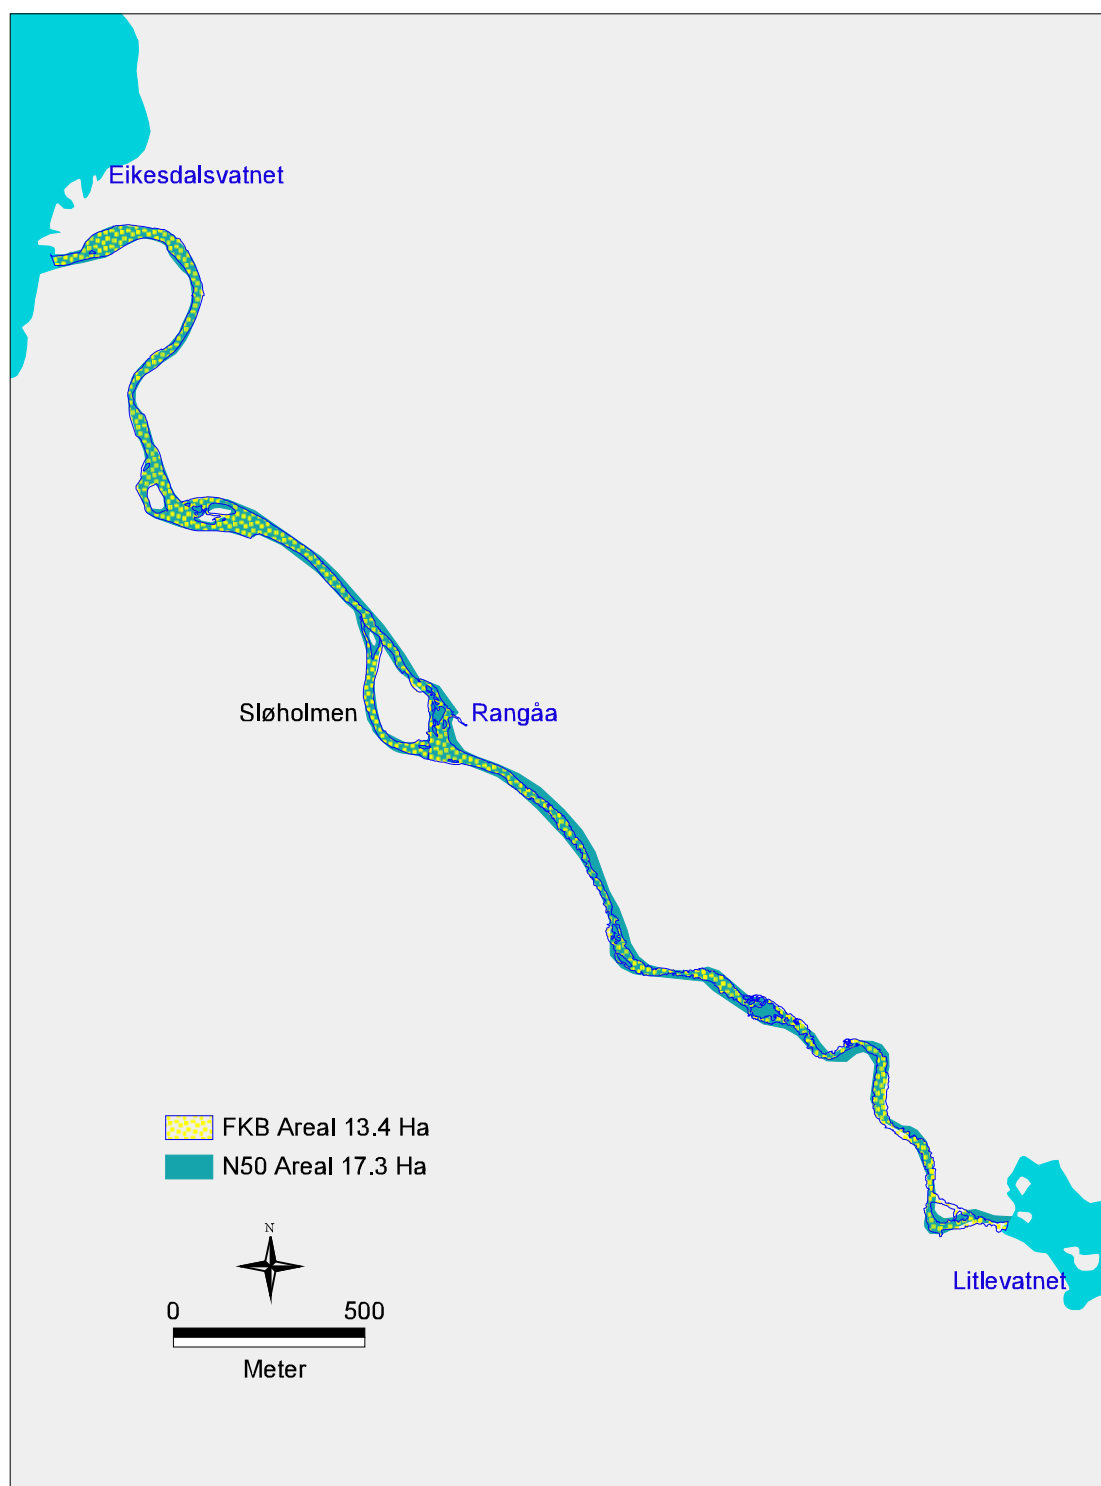 Eikesdalsvatnet
Sløholmen
Rangåa
FKB Areal 13.4 Ha
N50 Areal 17.3 Ha
N
0 500
Meter
Litlevatnet